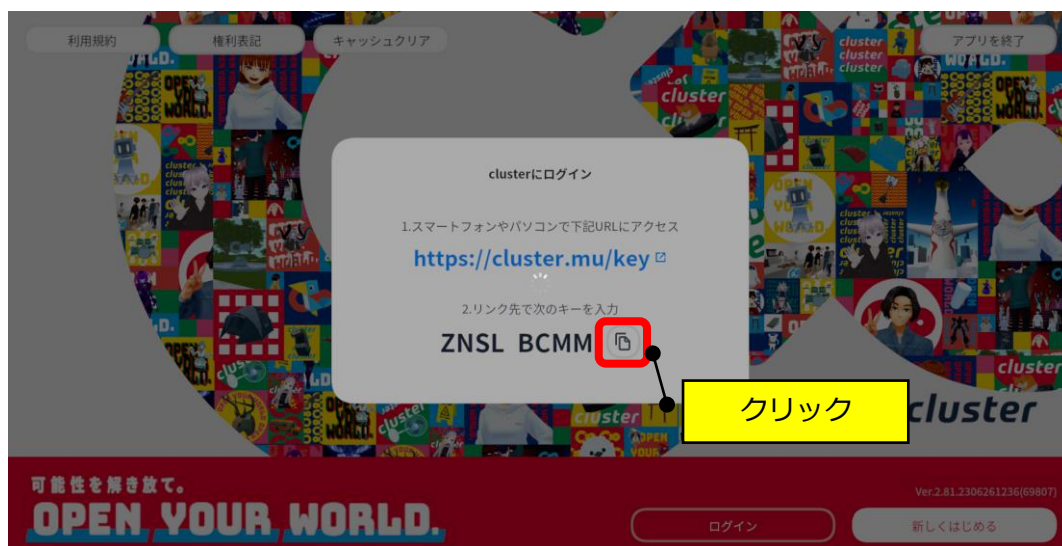 利用規約
権利表記
キャッシュクリア
アプリを終了
clusterにログイン
1.スマートフォンやパソコンで下記URLにアクセス
https://cluster.mu/key
2.リンク先で次のキーを入力
ZNSL BCMM
クリック
cluster
可能性を解き放て。
OPEN YOUR WORLD.
Ver.2.81.2306261236(69807)
ログイン
新しくはじめる